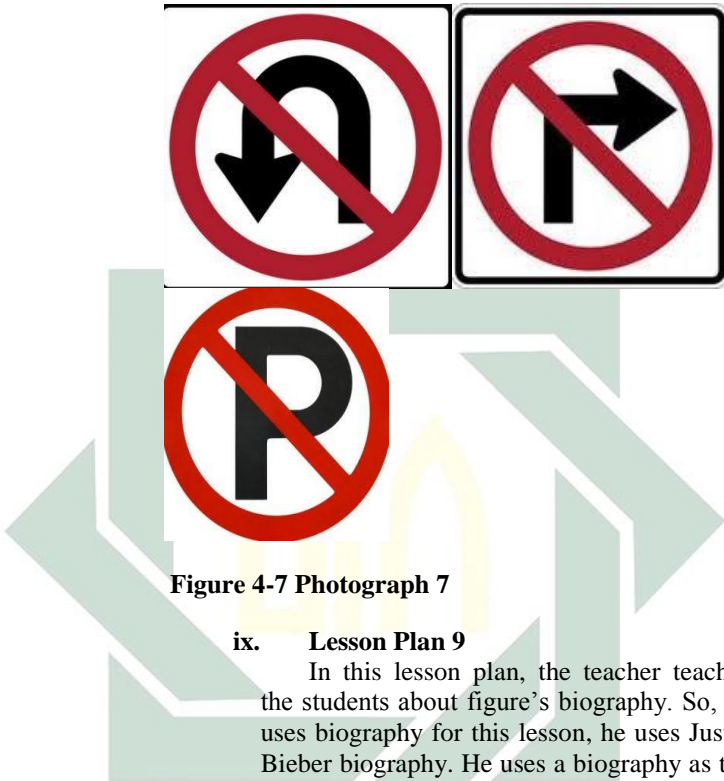 P
Figure 4-7 Photograph 7
ix. Lesson Plan 9
In this lesson plan, the teacher teach
the students about figure’s biography. So,
uses biography for this lesson, he uses Jus
Bieber biography. He uses a biography as